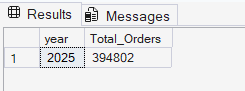 Results Messages
year Total_Orders
1 2025 394802